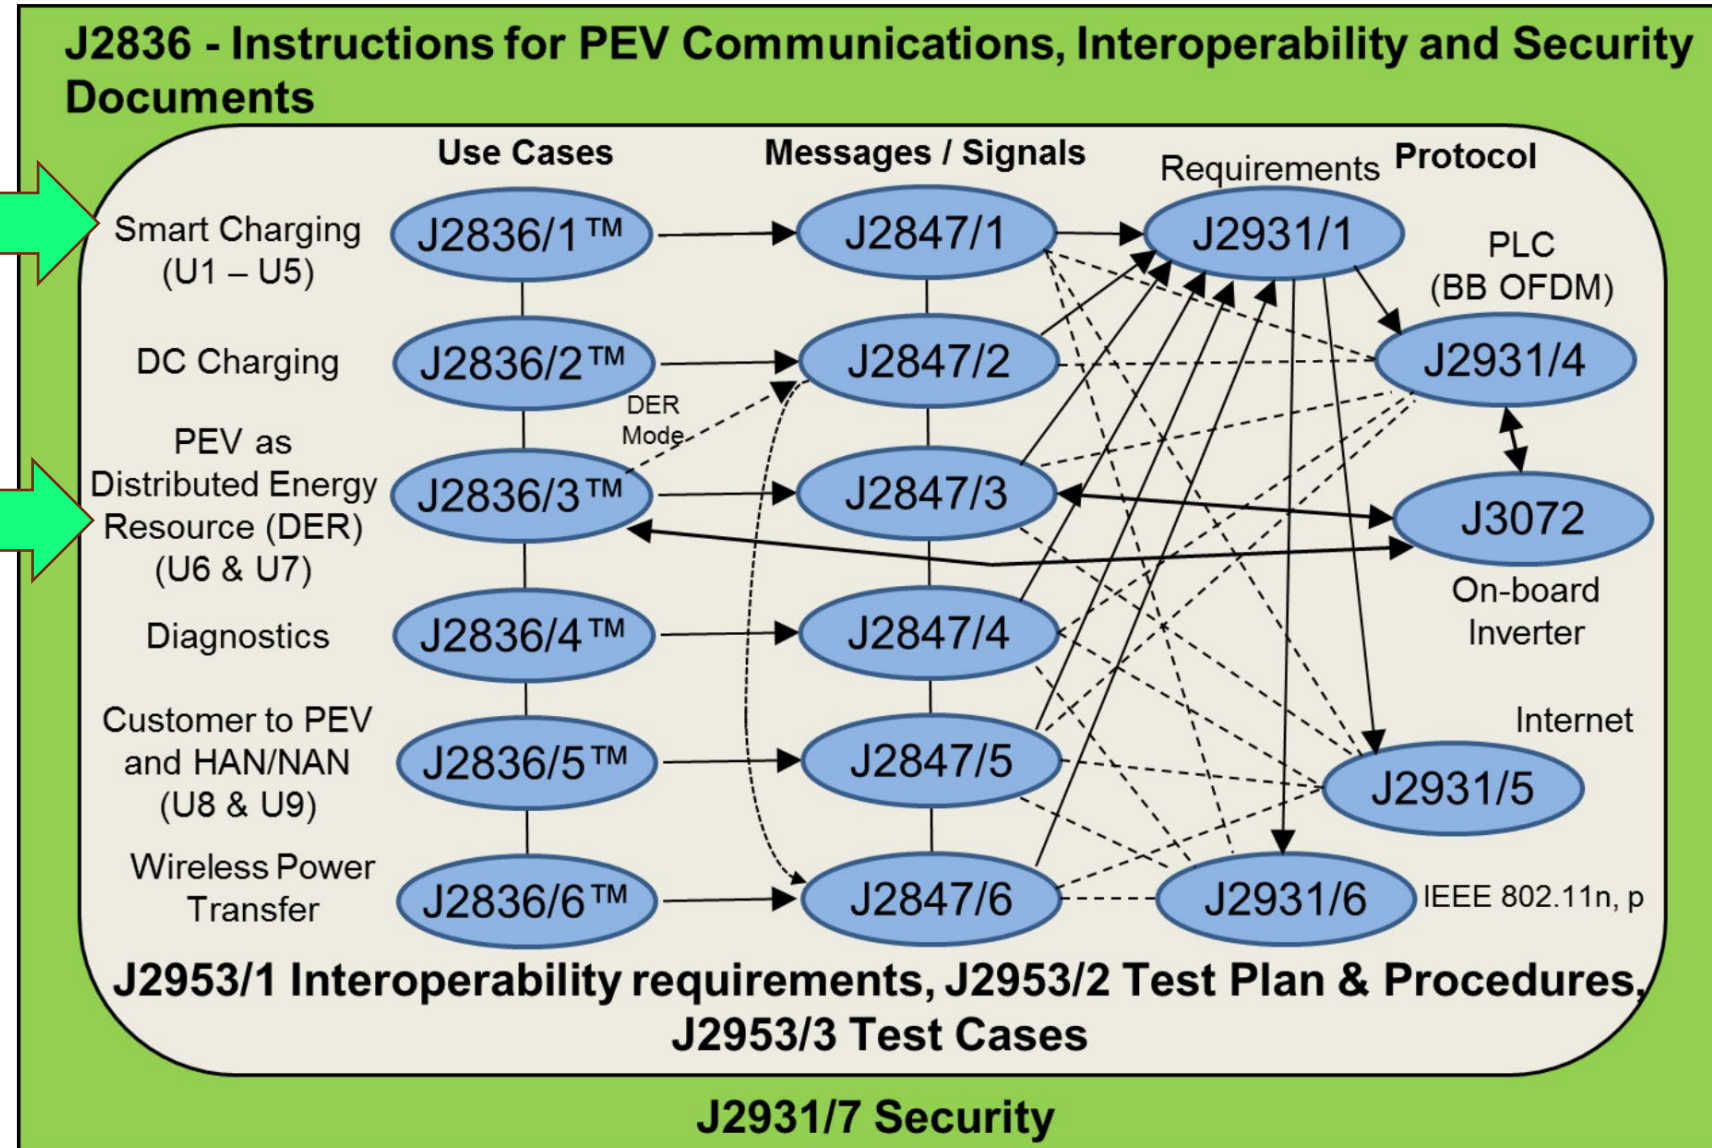 J2836 - Instructions for PEV Communications, Interoperability and Security
Documents
Use Cases
Messages / Signals
Requirements
Protocol
Smart Charging
(U1 – U5)
J2836/1™
J2847/1
J2931/1
PLC
(BB OFDM)
DC Charging
J2836/2™
J2847/2
J2931/4
DER
Mode
PEV as
Distributed Energy
Resource (DER)
(U6 & U7)
J2836/3™
J2847/3
J3072
On-board
Inverter
Diagnostics
J2836/4™
J2847/4
Customer to PEV
and HAN/NAN
(U8 & U9)
J2836/5™
J2847/5
Internet
J2931/5
Wireless Power
Transfer
J2836/6™
J2847/6
J2931/6
IEEE 802.11n, p
J2953/1 Interoperability requirements, J2953/2 Test Plan & Procedures,
J2953/3 Test Cases
J2931/7 Security